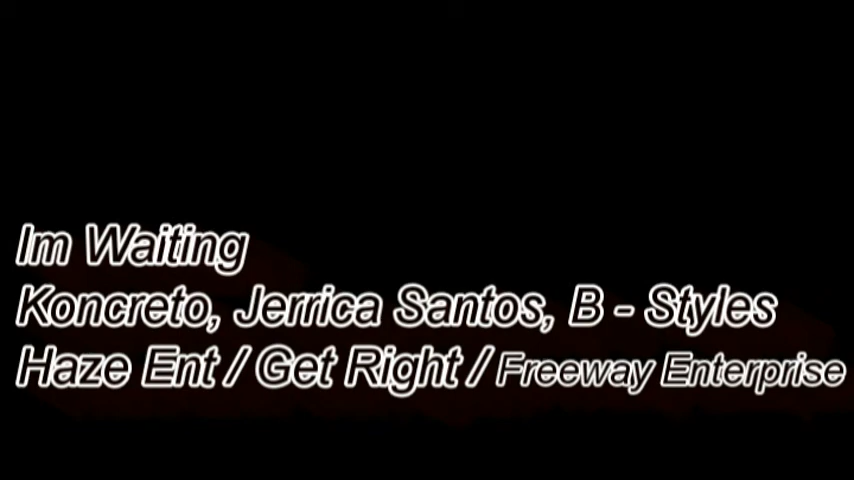 Im Waiting
Koncreto, Jerrica Santos, B - Styles
Haze Ent / Get Right / Freeway Enterprise